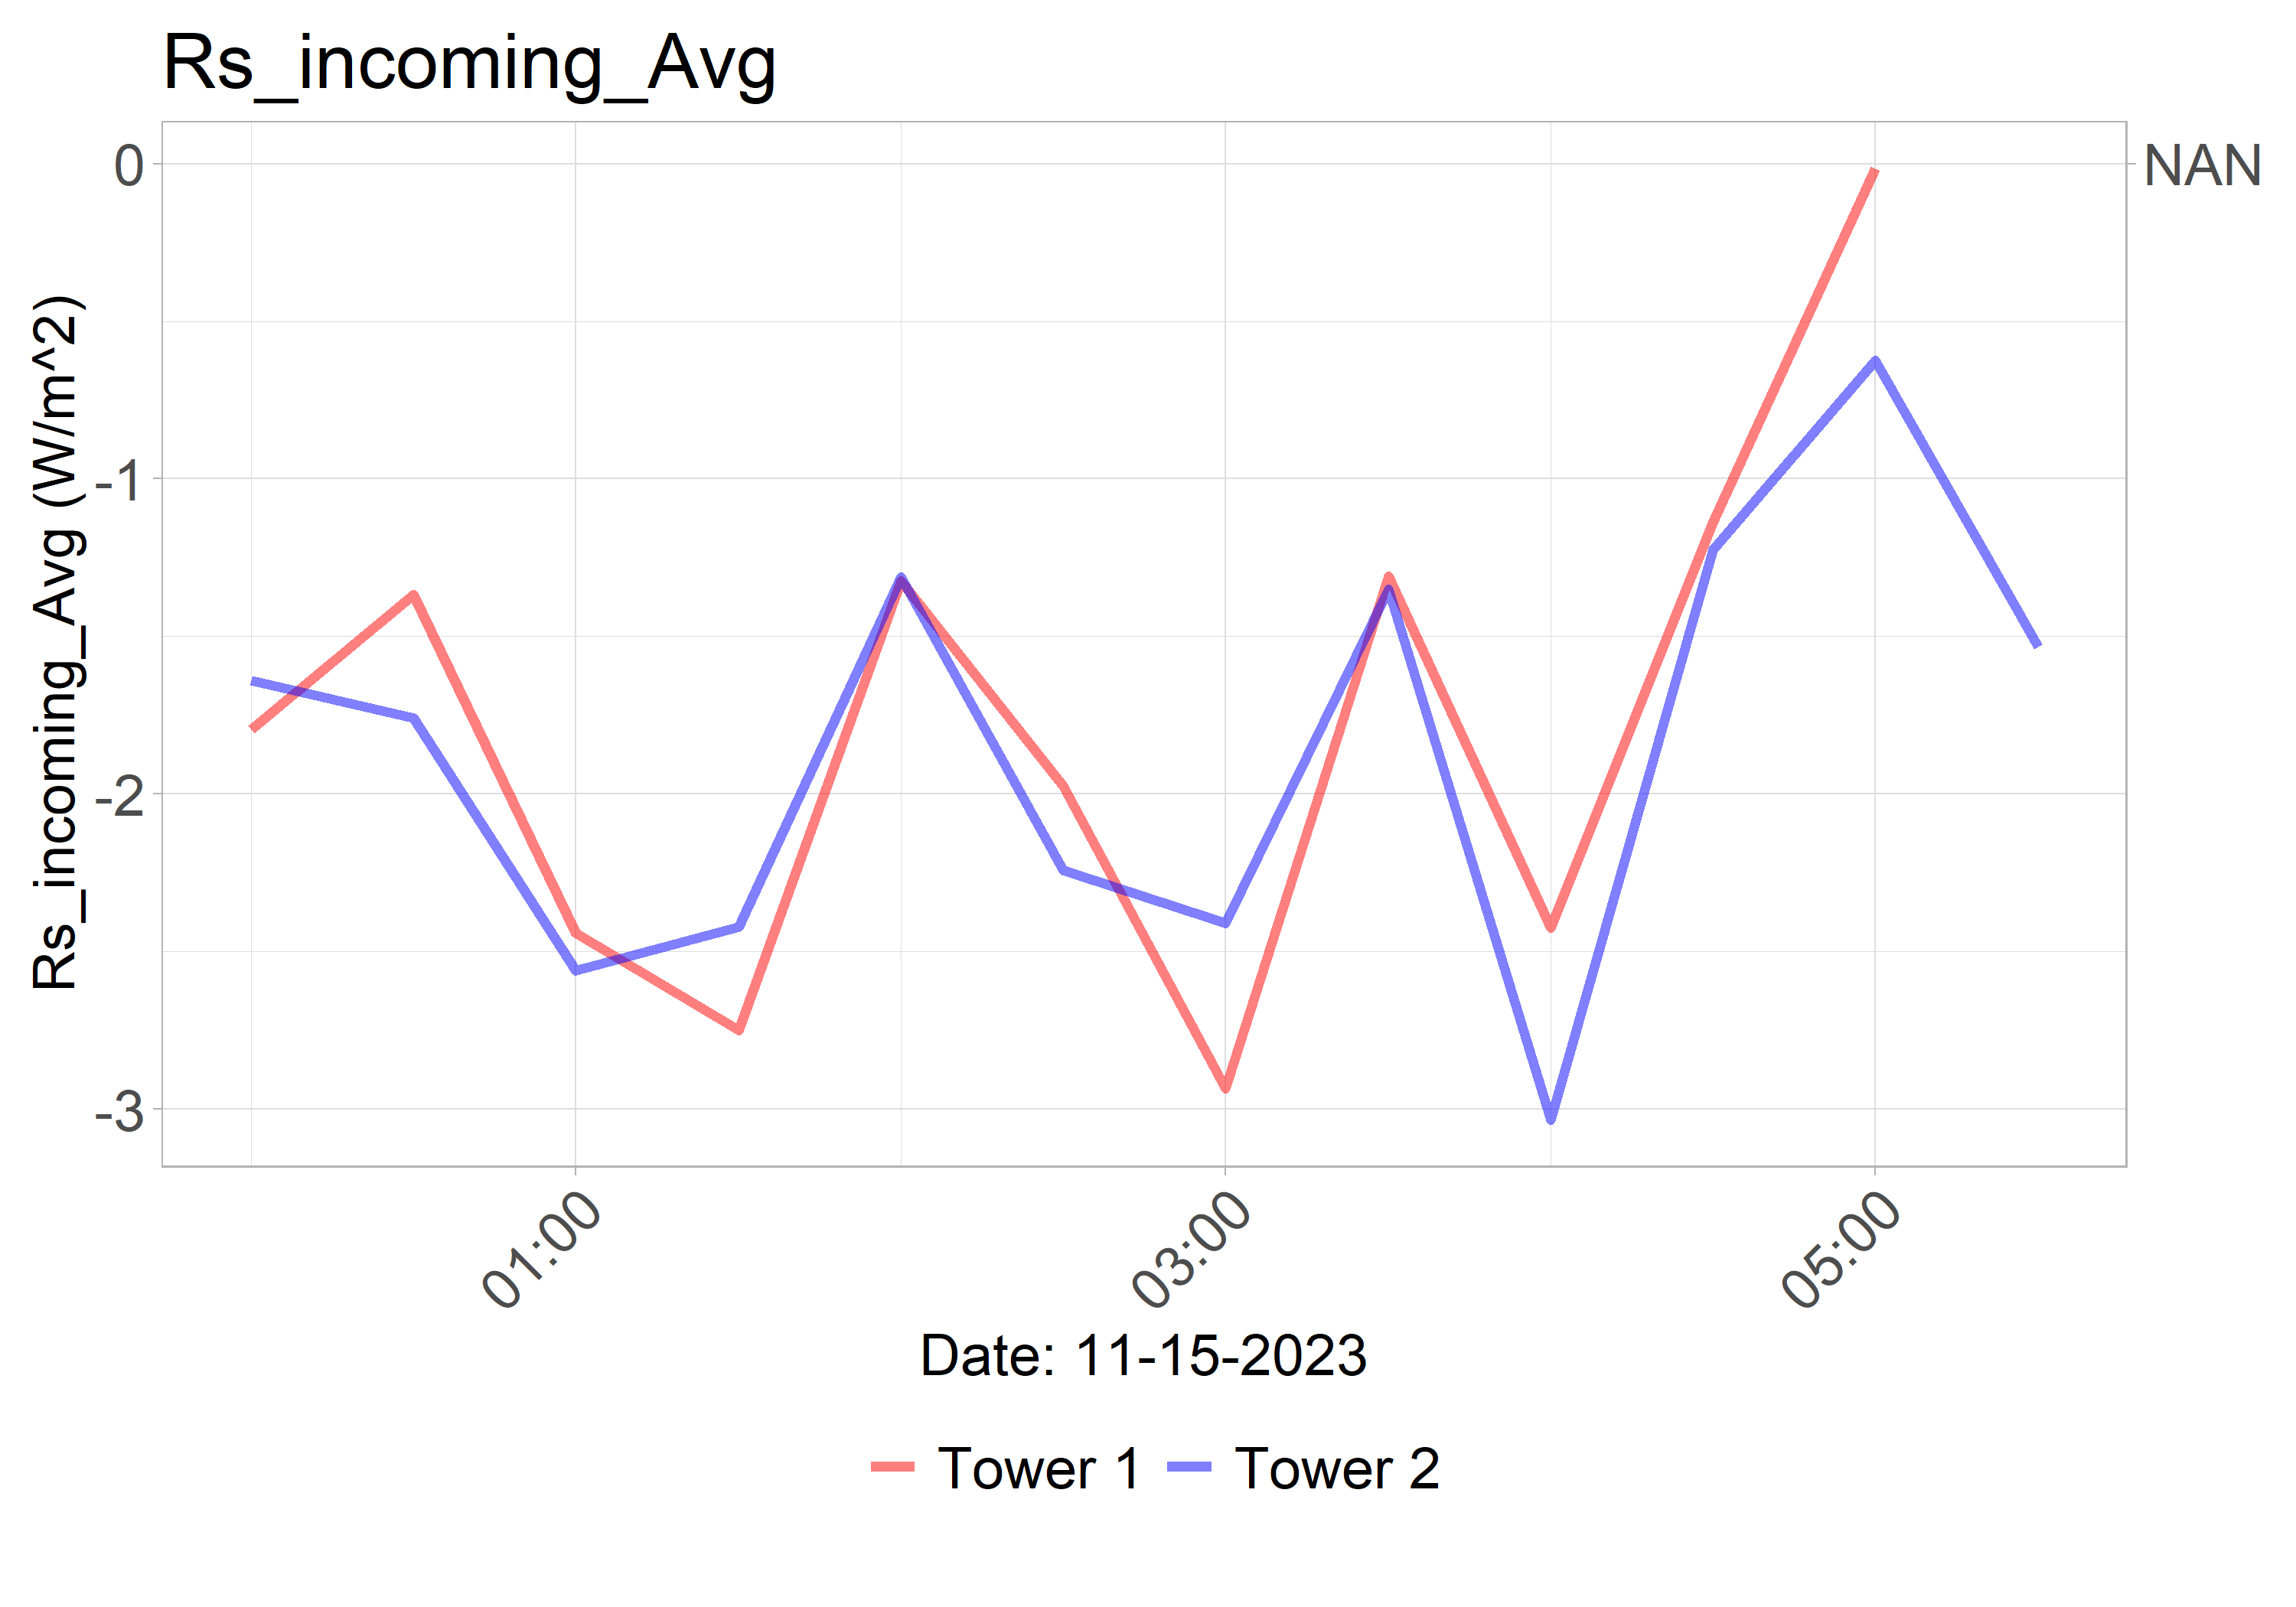 Rs_incoming_Avg
Rs_incoming_Avg (W/m^2)
0
-1
-2
-3
NAN
01:00
03:00
05:00
Date: 11-15-2023
Tower 1
Tower 2